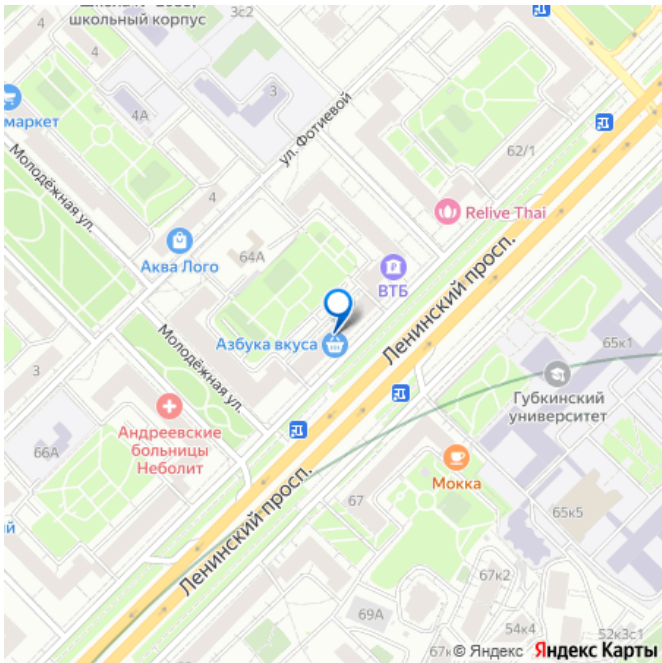 школьный корпус
3с2
3
4А
маркет
ул. Фотиевой
62/1
Молодёжная ул.
4
Relive Thai
64А
Аква Лого
ВТБ
Ленинский просп.
Азбука вкуса
Молодёжная ул.
65к1
3
Губкинский
университет
Андреевские
больницы
Неболит
66А
Мокка
Ленинский просп.
67
65к5
ий
67к2
69А
54к4
52к3с1
© Яндекс Яндекс Карты